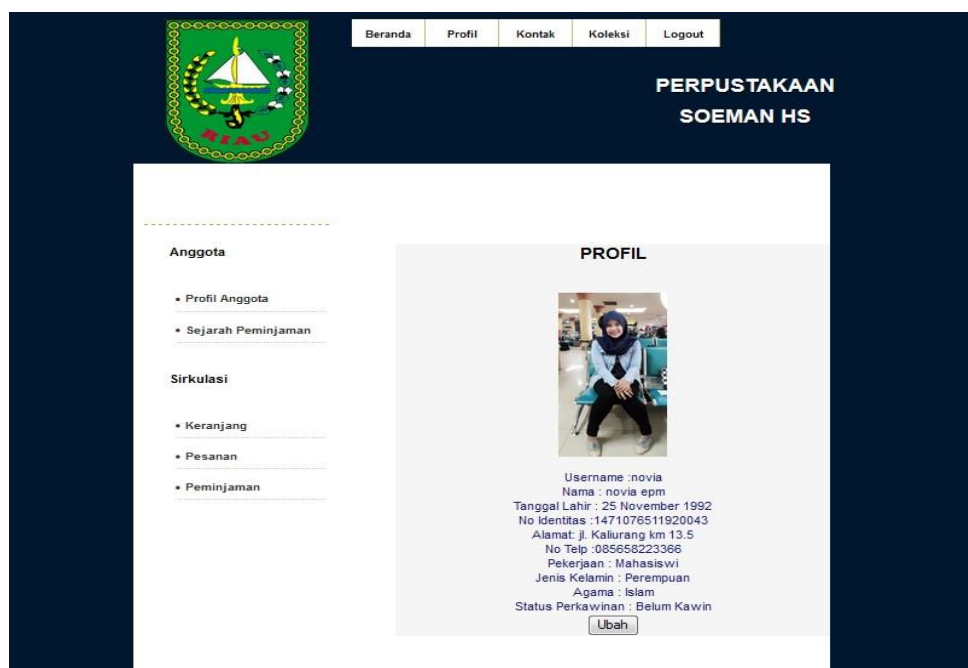 Beranda Profil Kontak Koleksi Logout
RIAU
PERPUSTAKAAN
SOEMAN HS
Anggota
• Profil Anggota
• Sejarah Peminjaman
Sirkulasi
• Keranjang
• Pesanan
• Peminjaman
PROFIL
Username :novia
Nama : novia epm
Tanggal Lahir : 25 November 1992
No Identitas :1471076511920043
Alamat: jl. Kaliurang km 13.5
No Telp :085658223366
Pekerjaan : Mahasiswi
Jenis Kelamin : Perempuan
Agama : Islam
Status Perkawinan : Belum Kawin
Ubah